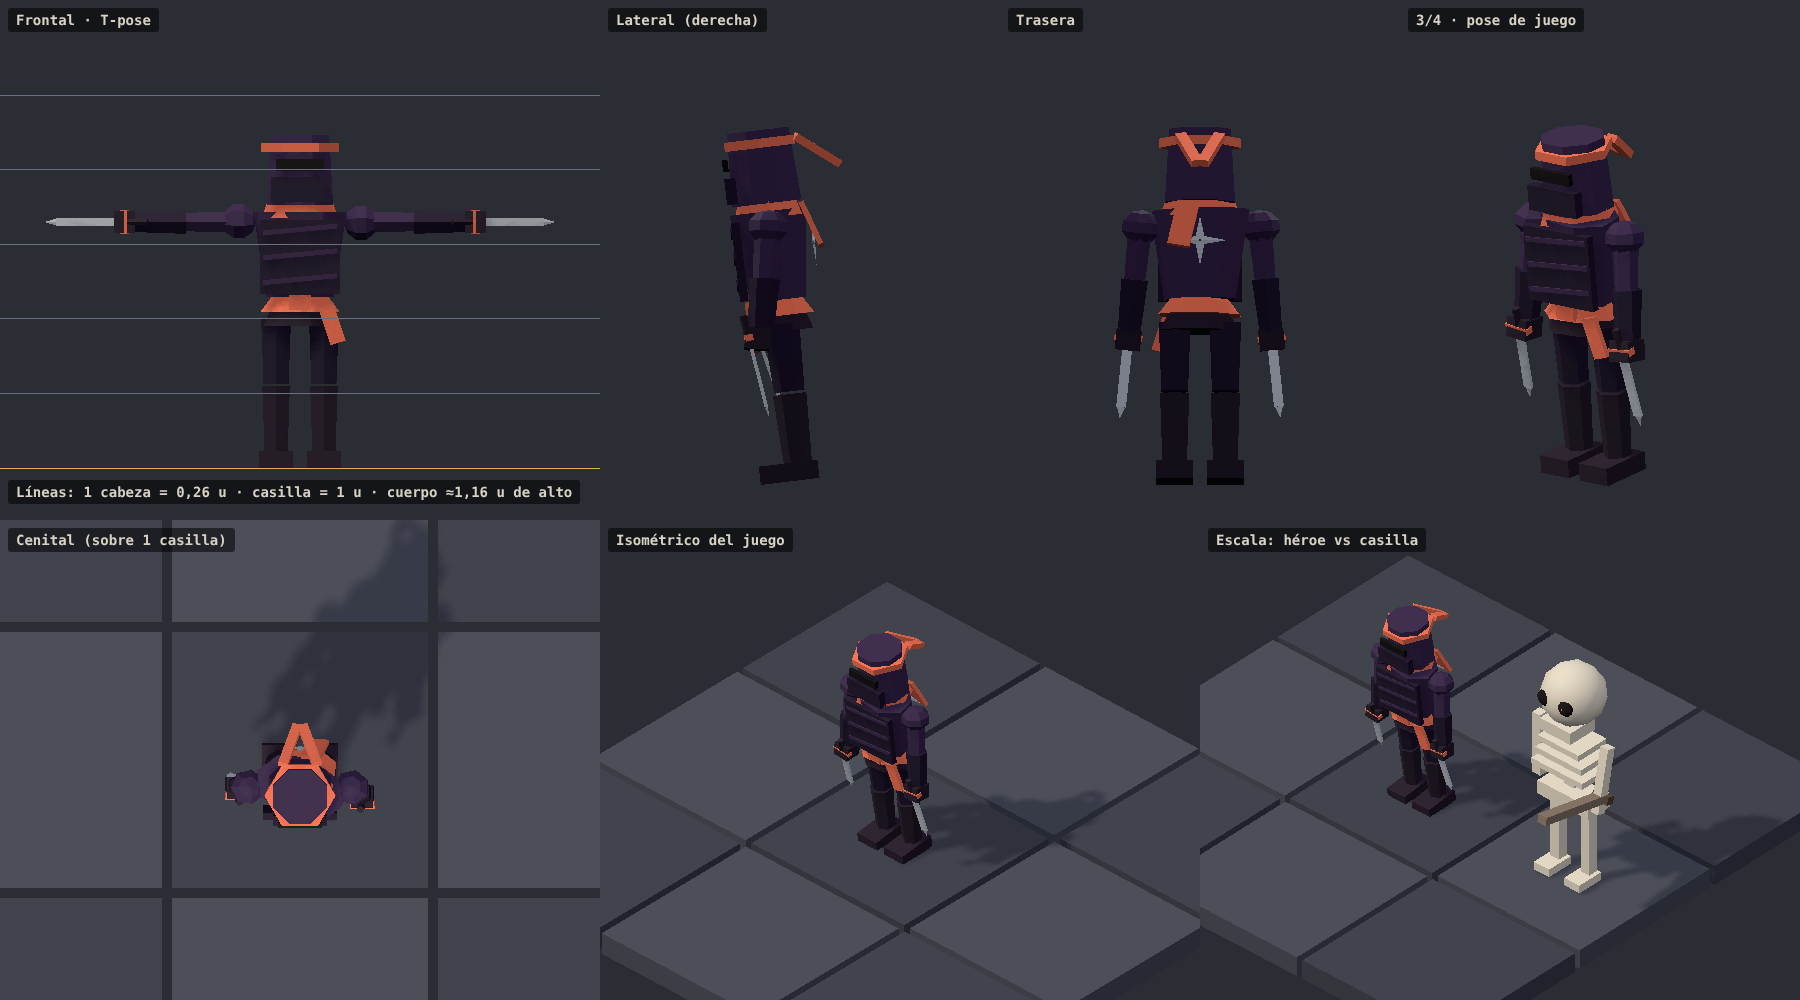 Frontal · T-pose
Lateral (derecha)
Trasera
3/4 · pose de juego
Líneas: 1 cabeza = 0,26 u · casilla = 1 u · cuerpo ≈1,16 u de alto
Cenital (sobre 1 casilla)
Isométrico del juego
Escala: héroe vs casilla